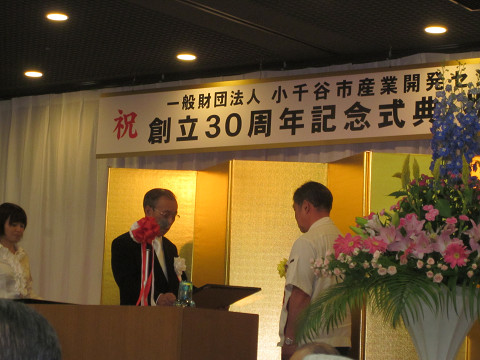 祝
一般財団法人 小千谷市産業開発セ
創立30周年記念式典